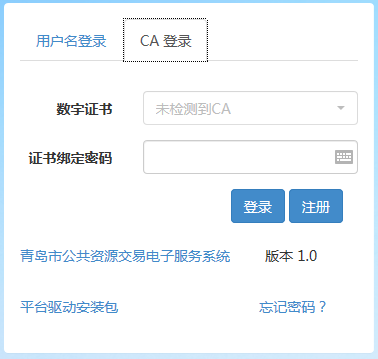 用户名登录 CA 登录
数字证书 未检测到CA
证书绑定密码
登录 注册
青岛市公共资源交易电子服务系统 版本 1.0
平台驱动安装包 忘记密码？